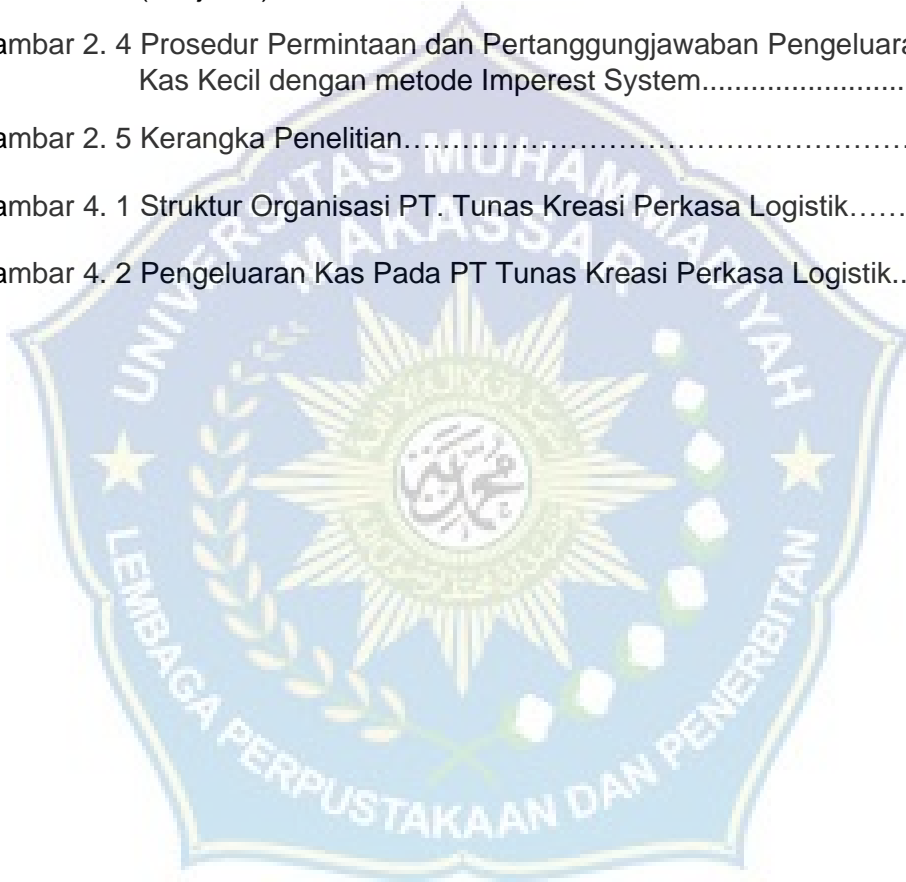 ambar 2. 4 Prosedur Permintaan dan Pertanggungjawaban Pengeluara
Kas Kecil dengan metode Imperest System.........................
ambar 2. 5 Kerangka Penelitian……………………………………………
ambar 4. 1 Struktur Organisasi PT. Tunas Kreasi Perkasa Logistik……
ambar 4. 2 Pengeluaran Kas Pada PT Tunas Kreasi Perkasa Logistik..
UNIVERSITAS MUHAMMADIYAH
MAKASSAR
LEMBAGA PERPUSTAKAAN DAN PENERBITAN